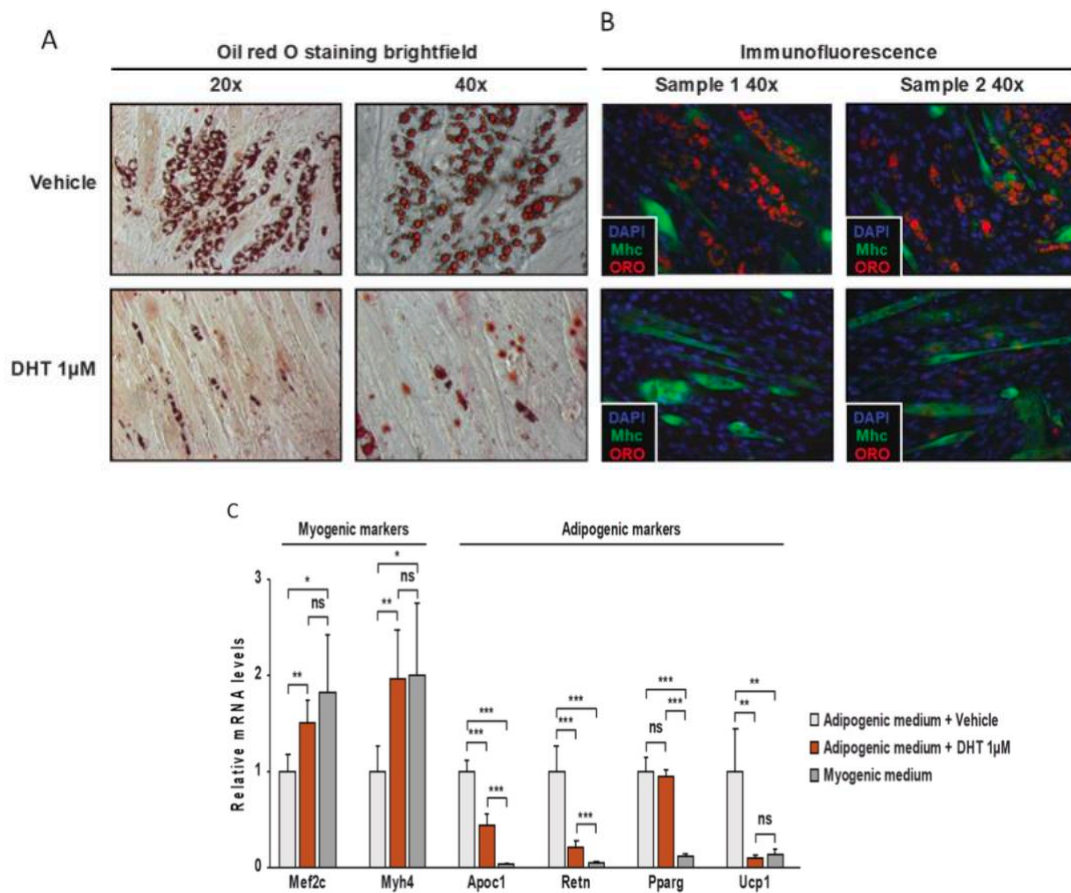 A
Oil red O staining brightfield
20x 40x
B
Immunofluorescence
Sample 1 40x Sample 2 40x
Vehicle
DAPI
Mhc
ORO
DAPI
Mhc
ORO
DHT 1µM
DAPI
Mhc
ORO
DAPI
Mhc
ORO
C
Myogenic markers Adipogenic markers
Relative mRNA levels
3
2
1
0
*
ns
**
*
ns
**
***
***
***
***
***
***
***
ns
***
**
**
ns
Mef2c Myh4 Apoc1 Retn Pparg Ucp1
Adipogenic medium + Vehicle
Adipogenic medium + DHT 1µM
Myogenic medium